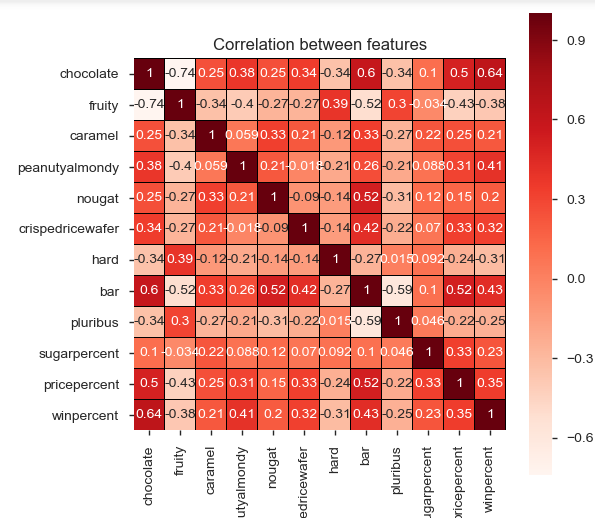 Correlation between features
chocolate 1 -0.74 0.25 0.38 0.25 0.34 -0.34 0.6 -0.34 0.1 0.5 0.64
fruity -0.74 1 -0.34 -0.4 -0.27 -0.27 0.39 -0.52 0.3 -0.034 -0.43 -0.38
caramel 0.25 -0.34 1 0.059 0.33 0.21 -0.12 0.33 -0.27 0.22 0.25 0.21
peanutyalmondy 0.38 -0.4 0.059 1 0.21 -0.018 -0.21 0.26 -0.21 0.088 0.31 0.41
nougat 0.25 -0.27 0.33 0.21 1 -0.09 -0.14 0.52 -0.31 0.12 0.15 0.2
crispedricewafer 0.34 -0.27 0.21 -0.018 -0.09 1 -0.14 0.42 -0.22 0.07 0.33 0.32
hard -0.34 0.39 -0.12 -0.21 -0.14 -0.14 1 -0.27 0.015 0.092 -0.24 -0.31
bar 0.6 -0.52 0.33 0.26 0.52 0.42 -0.27 1 -0.59 0.1 0.52 0.43
pluribus -0.34 0.3 -0.27 -0.21 -0.31 -0.22 0.015 -0.59 1 0.046 -0.22 -0.25
sugarpercent 0.1 -0.034 0.22 0.088 0.12 0.07 0.092 0.1 0.046 1 0.33 0.23
pricepercent 0.5 -0.43 0.25 0.31 0.15 0.33 -0.24 0.52 -0.22 0.33 1 0.35
winpercent 0.64 -0.38 0.21 0.41 0.2 0.32 -0.31 0.43 -0.25 0.23 0.35 1
chocolate
fruity
caramel
utyalmondy
nougat
edricewafer
hard
bar
pluribus
ugarpercent
pricepercent
winpercent
0.9
0.6
0.3
0.0
−0.3
−0.6